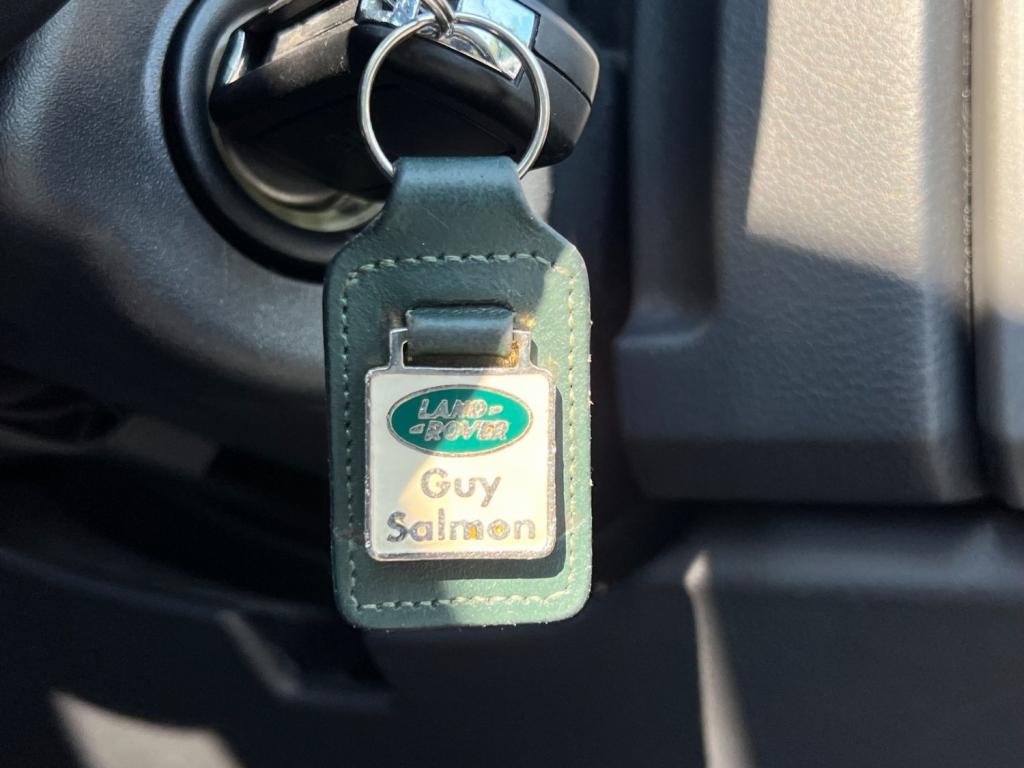 LAND-
-ROVER
Guy
Salmon